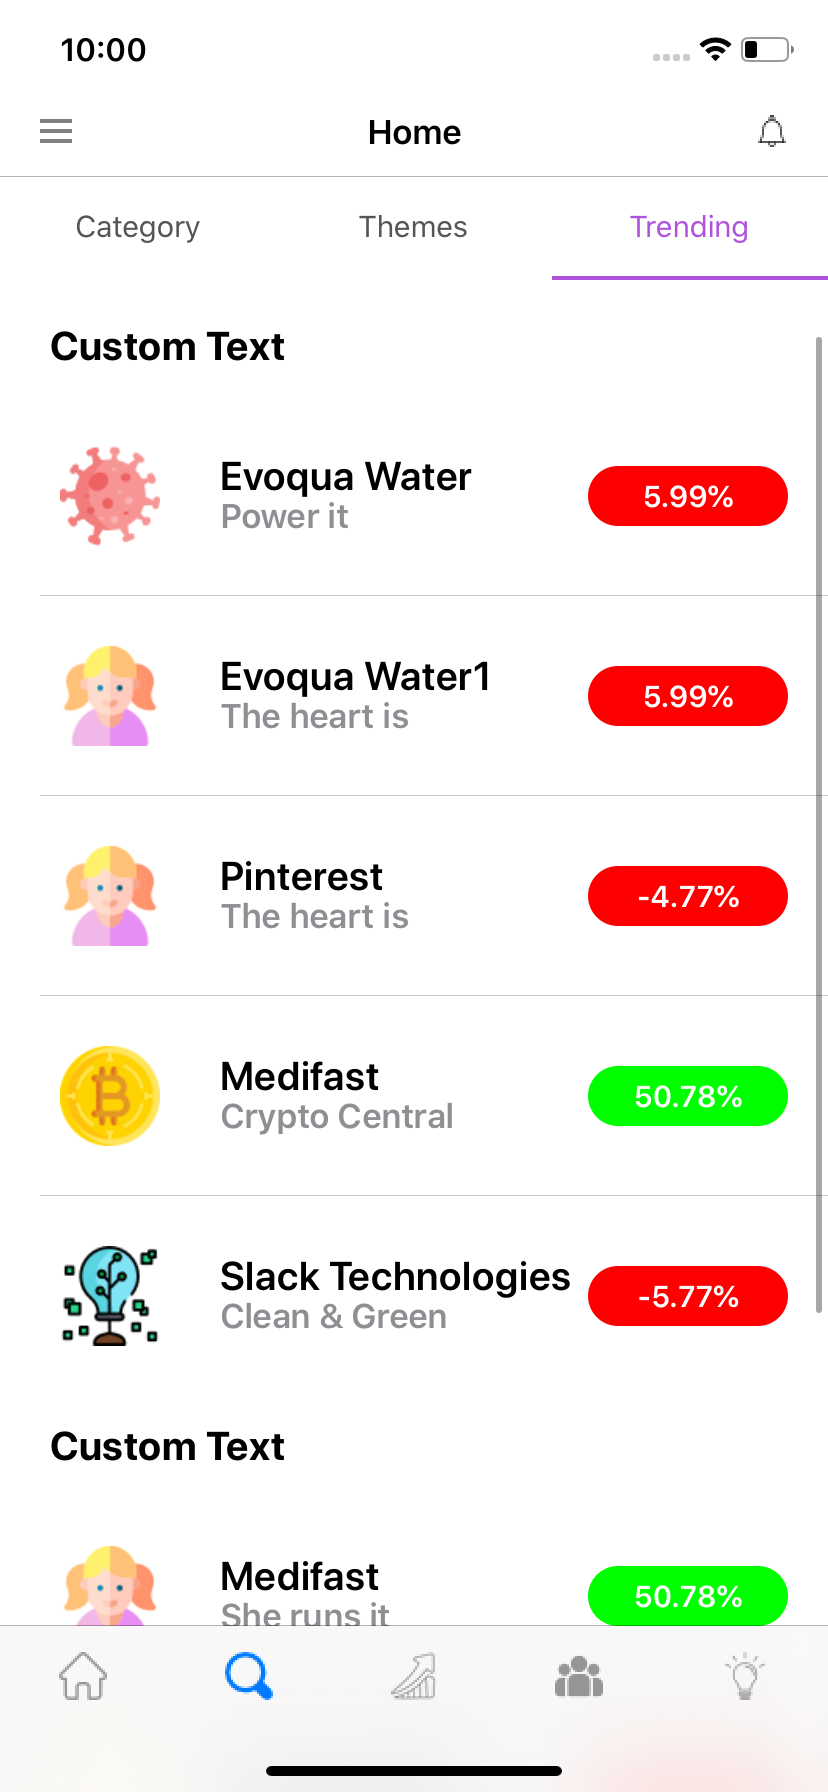 10:00
Home
Category Themes Trending
Custom Text
Evoqua Water
Power it
5.99%
Evoqua Water1
The heart is
5.99%
Pinterest
The heart is
-4.77%
Medifast
Crypto Central
50.78%
Slack Technologies
Clean & Green
-5.77%
Custom Text
Medifast
She runs it
50.78%